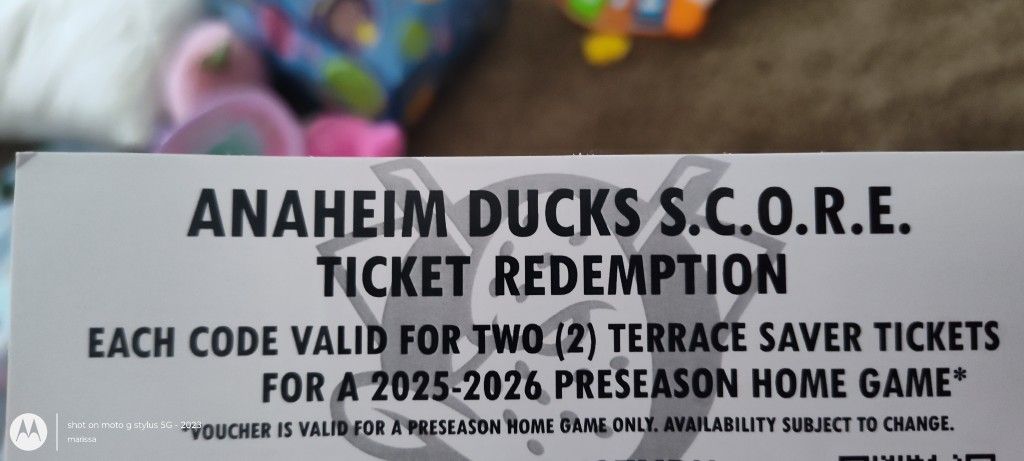 ANAHEIM DUCKS S.C.O.R.E.
TICKET REDEMPTION
EACH CODE VALID FOR TWO (2) TERRACE SAVER TICKETS
FOR A 2025-2026 PRESEASON HOME GAME*
*VOUCHER IS VALID FOR A PRESEASON HOME GAME ONLY. AVAILABILITY SUBJECT TO CHANGE.
shot on moto g stylus 5G - 2023
marissa